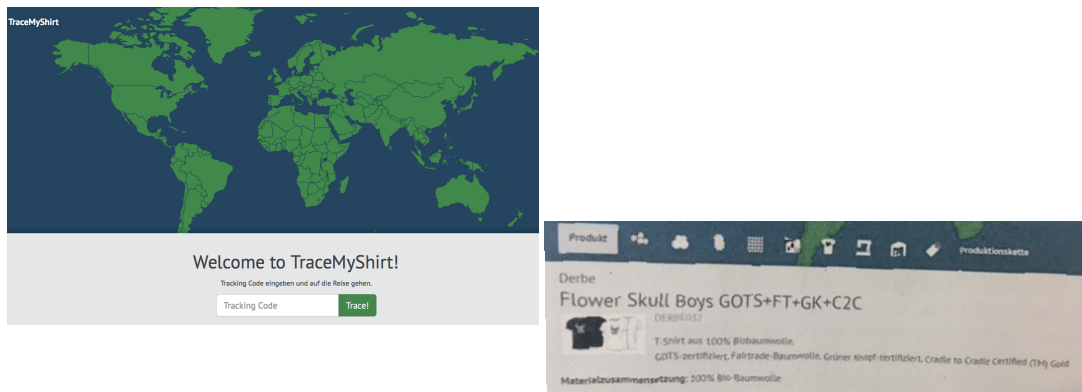 TraceMyShirt
Welcome to TraceMyShirt!
Tracking Code eingeben und auf die Reise gehen.
Tracking Code
Trace!
Produkt
Produktionskette
Derbe
Flower Skull Boys GOTS+FT+GK+C2C
DERBE037
T-Shirt aus 100% Biobaumwolle.
GOTS-zertifiziert, Fairtrade-Baumwolle, Grüner Knopf-zertifiziert, Cradle to Cradle Certified (TM) Gold
Materialzusammensetzung: 100% Bio-Baumwolle